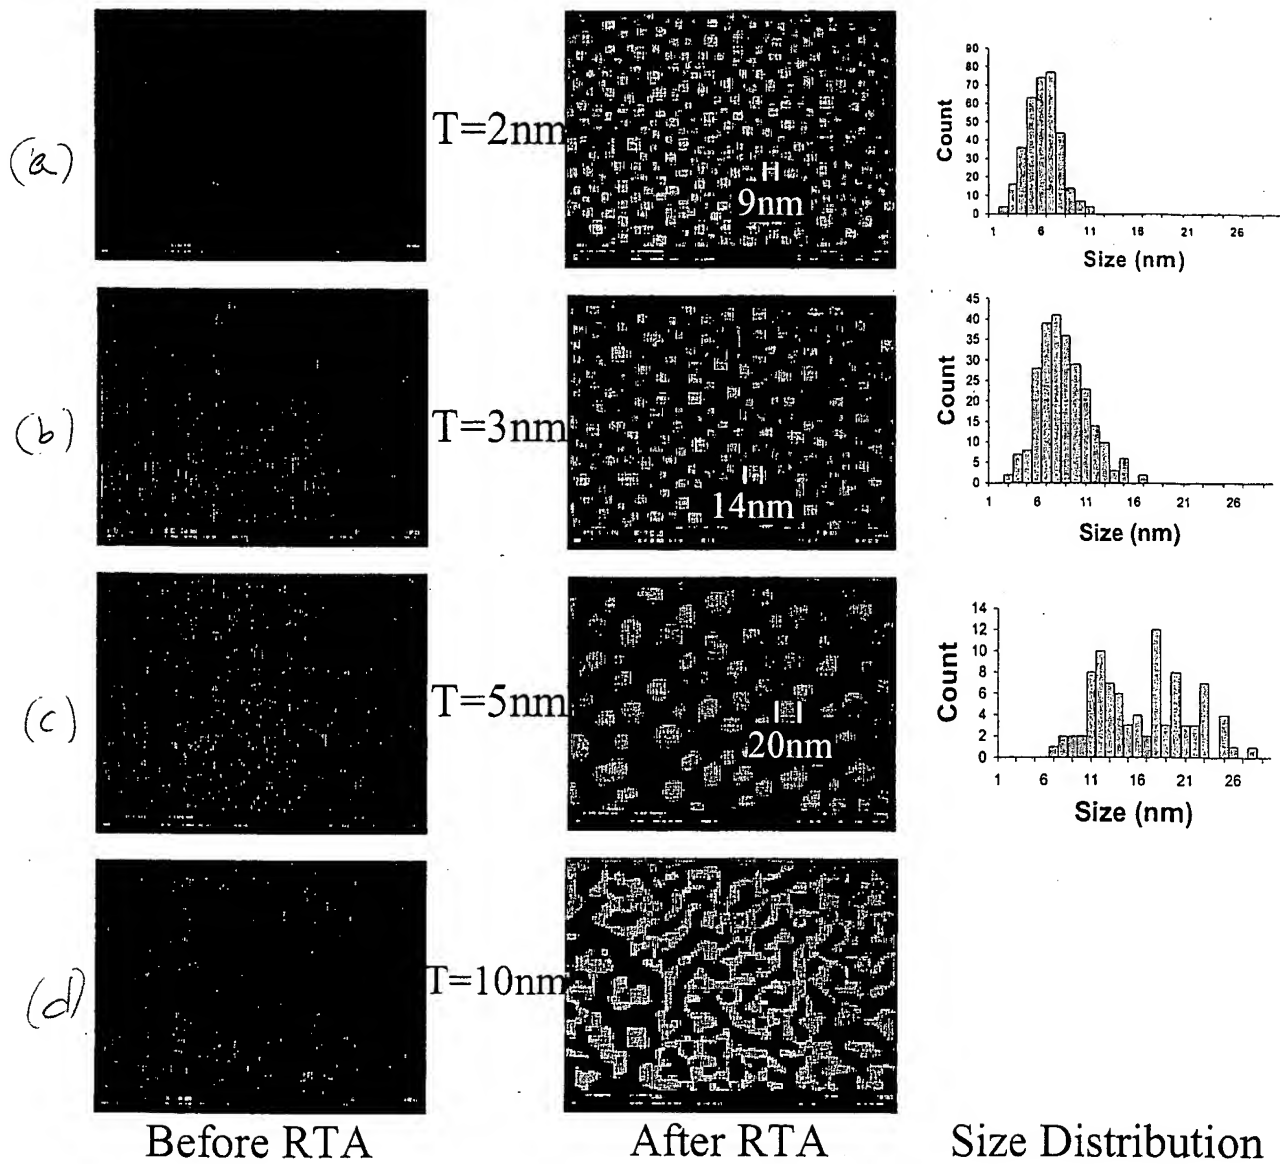 (a)
T=2nm
9nm
Count
90
80
70
60
50
40
30
20
10
0
1 6 11 16 21 26
Size (nm)
(b)
T=3nm
14nm
Count
45
40
35
30
25
20
15
10
5
0
1 6 11 16 21 26
Size (nm)
(c)
T=5nm
20nm
Count
14
12
10
8
6
4
2
0
1 6 11 16 21 26
Size (nm)
(d)
T=10nm
Before RTA
After RTA
Size Distribution